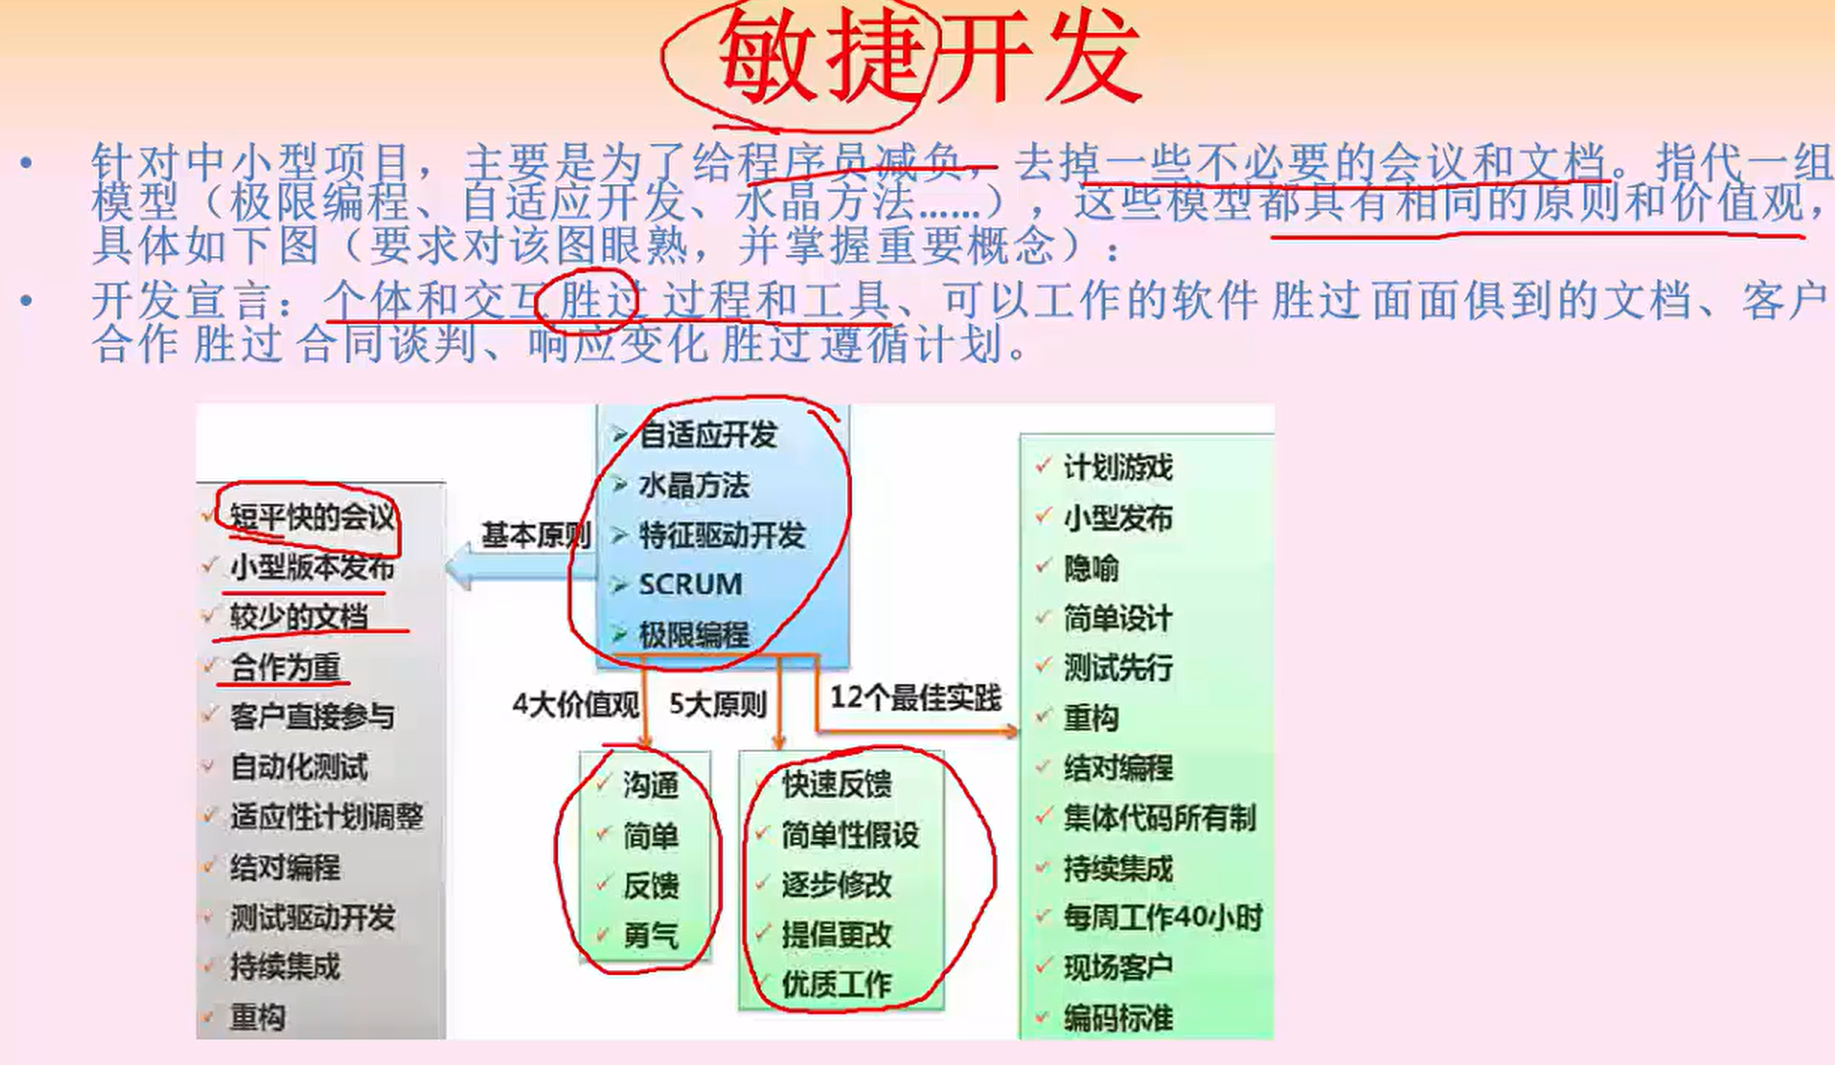 敏捷开发
• 针对中小型项目，主要是为了给程序员减负，去掉一些不必要的会议和文档。指代一组
模型（极限编程、自适应开发、水晶方法......），这些模型都具有相同的原则和价值观，
具体如下图（要求对该图眼熟，并掌握重要概念）：
• 开发宣言：个体和交互 胜过 过程和工具、可以工作的软件 胜过 面面俱到的文档、客户
合作 胜过 合同谈判、响应变化 胜过 遵循计划。
短平快的会议
小型版本发布
较少的文档
合作为重
客户直接参与
自动化测试
适应性计划调整
结对编程
测试驱动开发
持续集成
重构
基本原则
自适应开发
水晶方法
特征驱动开发
SCRUM
极限编程
4大价值观
5大原则
12个最佳实践
沟通
简单
反馈
勇气
快速反馈
简单性假设
逐步修改
提倡更改
优质工作
计划游戏
小型发布
隐喻
简单设计
测试先行
重构
结对编程
集体代码所有制
持续集成
每周工作40小时
现场客户
编码标准